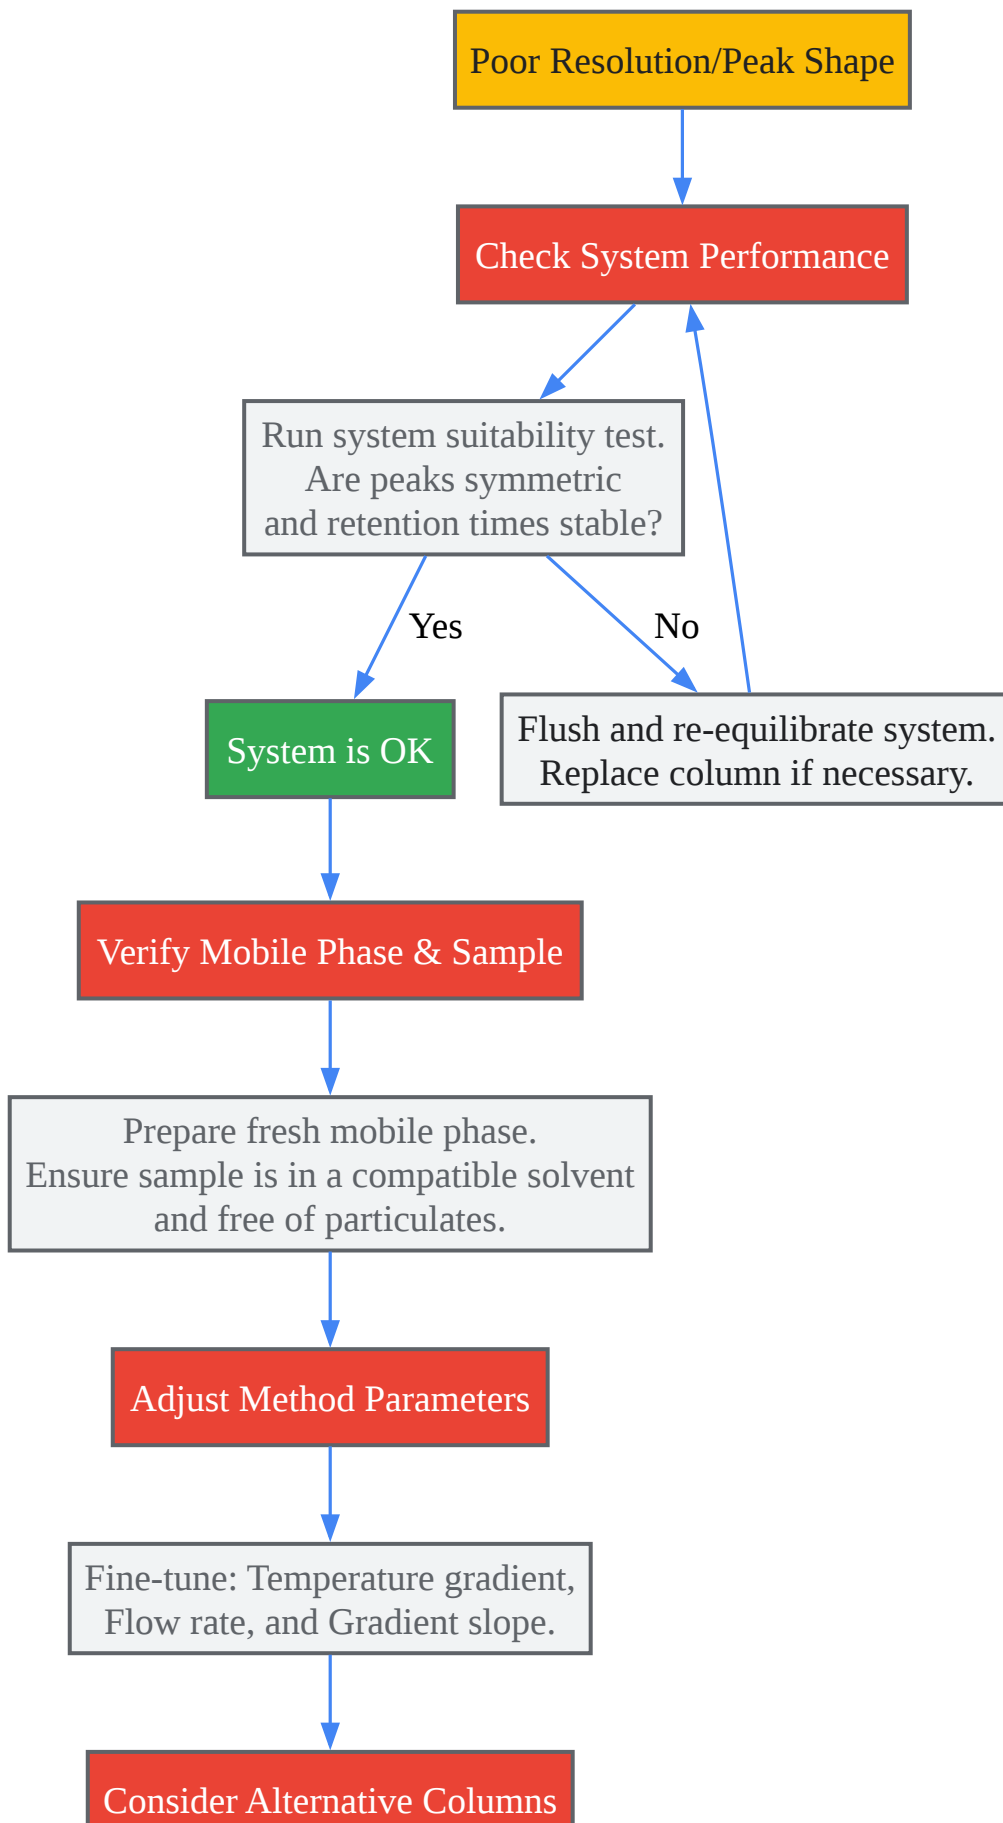 Poor Resolution/Peak Shape
Check System Performance
Run system suitability test.
Are peaks symmetric
and retention times stable?
Yes
No
System is OK
Flush and re-equilibrate system.
Replace column if necessary.
Verify Mobile Phase & Sample
Prepare fresh mobile phase.
Ensure sample is in a compatible solvent
and free of particulates.
Adjust Method Parameters
Fine-tune: Temperature gradient,
Flow rate, and Gradient slope.
Consider Alternative Columns